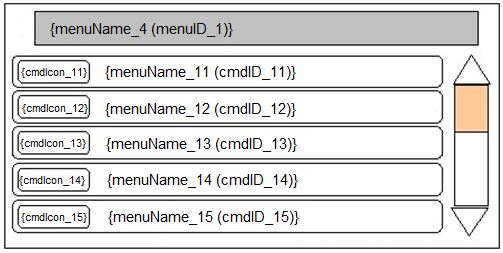 {menuName_4 (menuID_1)}
{cmdIcon_11} {menuName_11 (cmdID_11)}
{cmdIcon_12} {menuName_12 (cmdID_12)}
{cmdIcon_13} {menuName_13 (cmdID_13)}
{cmdIcon_14} {menuName_14 (cmdID_14)}
{cmdIcon_15} {menuName_15 (cmdID_15)}